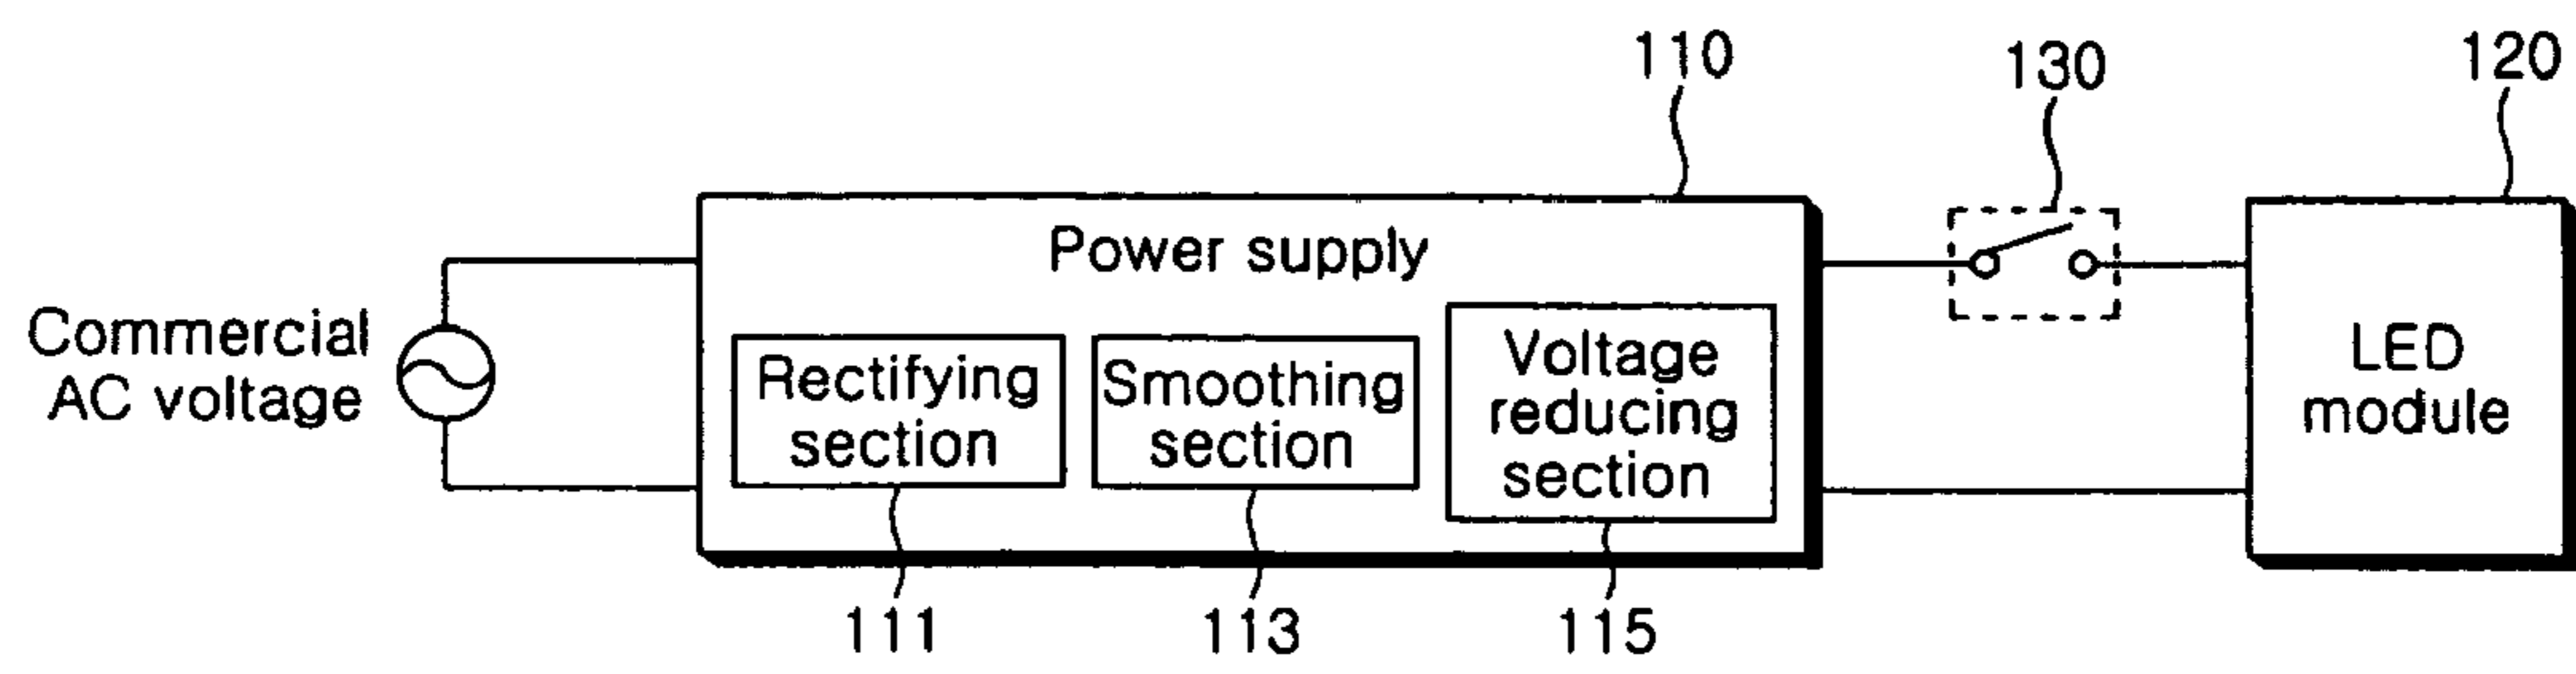 110
130
120
Power supply
Commercial
AC voltage
Rectifying
section
Smoothing
section
Voltage
reducing
section
LED
module
111
113
115